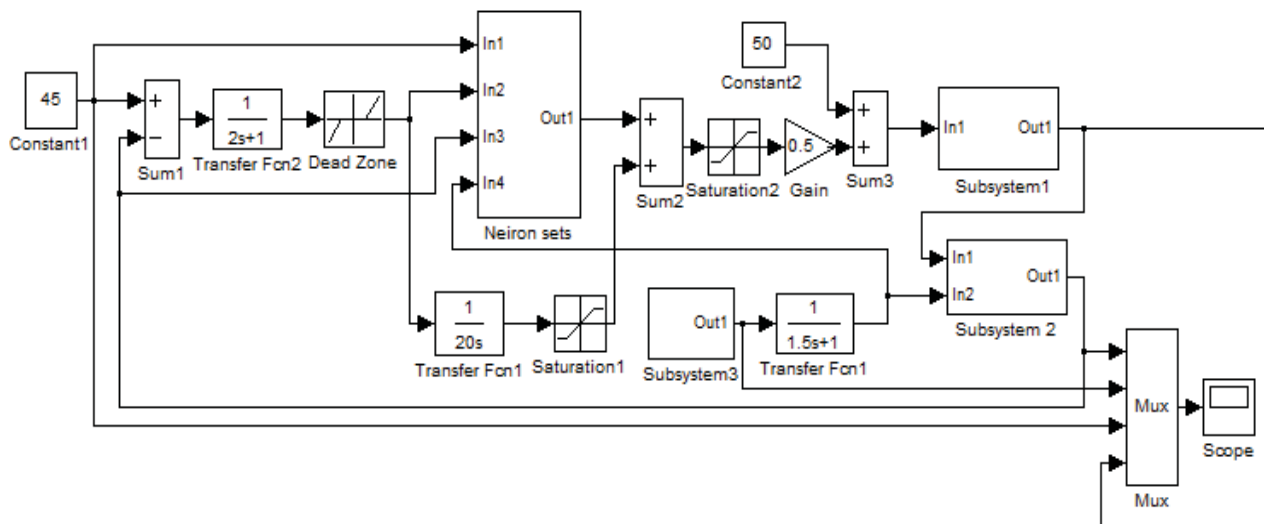 45
Constant1
+
−
Sum1
1
2s+1
Transfer Fcn2
Dead Zone
In1
In2
In3
In4
Out1
Neiron sets
1
20s
Transfer Fcn1
Saturation1
+
+
Sum2
Saturation2
0.5
Gain
50
Constant2
+
+
Sum3
In1
Out1
Subsystem1
In1
In2
Out1
Subsystem 2
Out1
Subsystem3
1
1.5s+1
Transfer Fcn1
Mux
Mux
Scope